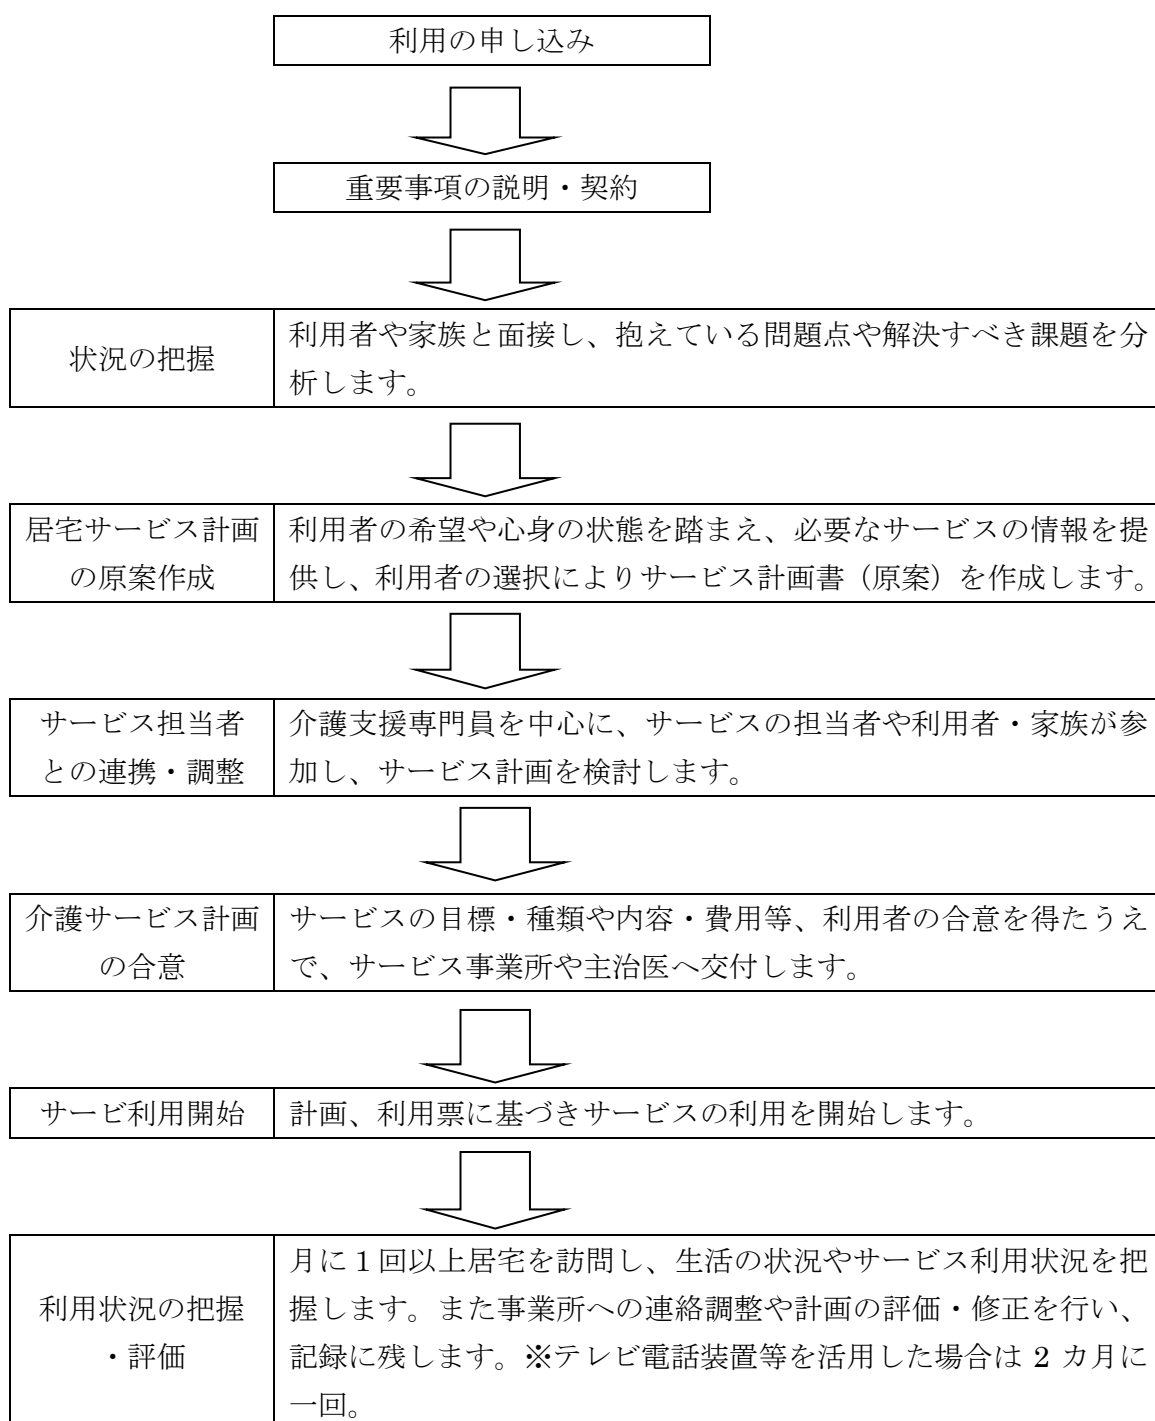 利用の申し込み
重要事項の説明・契約
状況の把握
利用者や家族と面接し、抱えている問題点や解決すべき課題を分
析します。
居宅サービス計画
の原案作成
利用者の希望や心身の状態を踏まえ、必要なサービスの情報を提
供し、利用者の選択によりサービス計画書（原案）を作成します。
サービス担当者
との連携・調整
介護支援専門員を中心に、サービスの担当者や利用者・家族が参
加し、サービス計画を検討します。
介護サービス計画
の合意
サービスの目標・種類や内容・費用等、利用者の合意を得たうえ
で、サービス事業所や主治医へ交付します。
サービ利用開始
計画、利用票に基づきサービスの利用を開始します。
利用状況の把握
・評価
月に１回以上居宅を訪問し、生活の状況やサービス利用状況を把
握します。また事業所への連絡調整や計画の評価・修正を行い、
記録に残します。※テレビ電話装置等を活用した場合は 2 カ月に
一回。